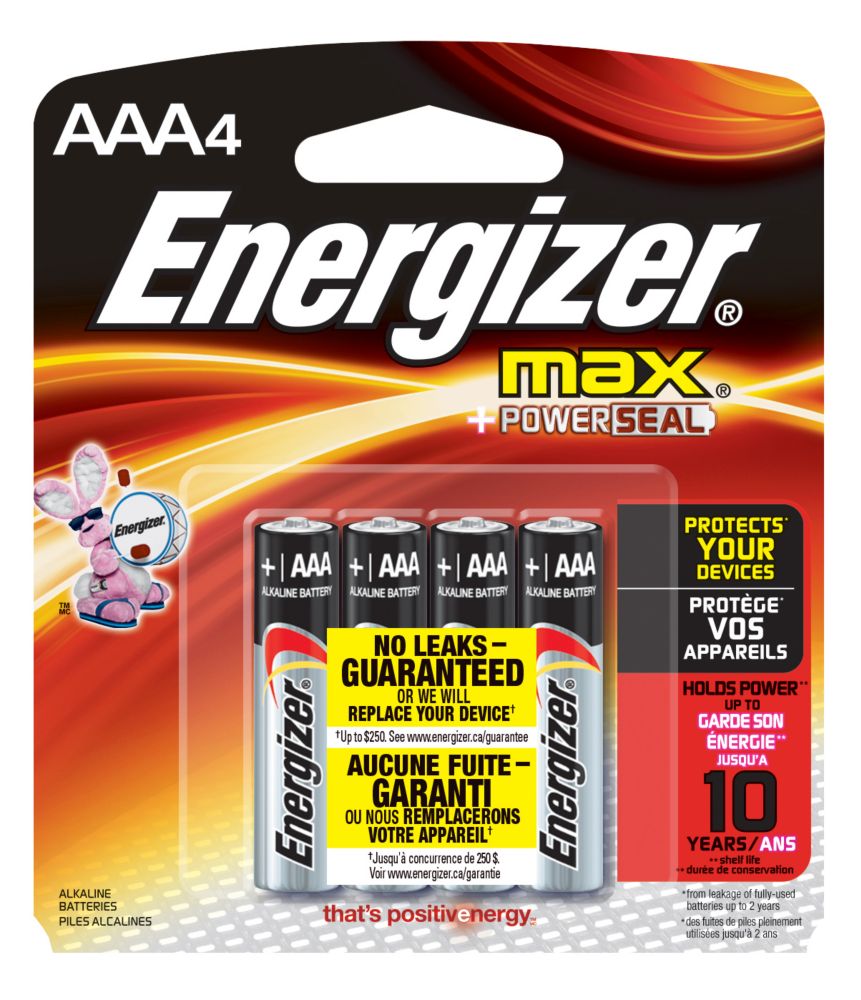 AAA4
Energizer®
max®
+POWERSEAL
Energizer
TM
MC
+ | AAA
ALKALINE BATTERY
+ | AAA
ALKALINE BATTERY
+ | AAA
ALKALINE BATTERY
+ | AAA
ALKALINE BATTERY
Energizer®
Energizer®
NO LEAKS –
GUARANTEED
OR WE WILL
REPLACE YOUR DEVICE†
†Up to $250. See www.energizer.ca/guarantee
AUCUNE FUITE –
GARANTI
OU NOUS REMPLACERONS
VOTRE APPAREIL†
†Jusqu'à concurrence de 250 $.
Voir www.energizer.ca/garantie
PROTECTS*
YOUR
DEVICES
PROTÈGE*
VOS
APPAREILS
HOLDS POWER**
UP TO
GARDE SON
ÉNERGIE**
JUSQU'A
10
YEARS/ANS
**shelf life
**durée de conservation
ALKALINE
BATTERIES
PILES ALCALINES
that's positivenergy™
*from leakage of fully-used
batteries up to 2 years
*des fuites de piles pleinement
utilisées jusqu'à 2 ans